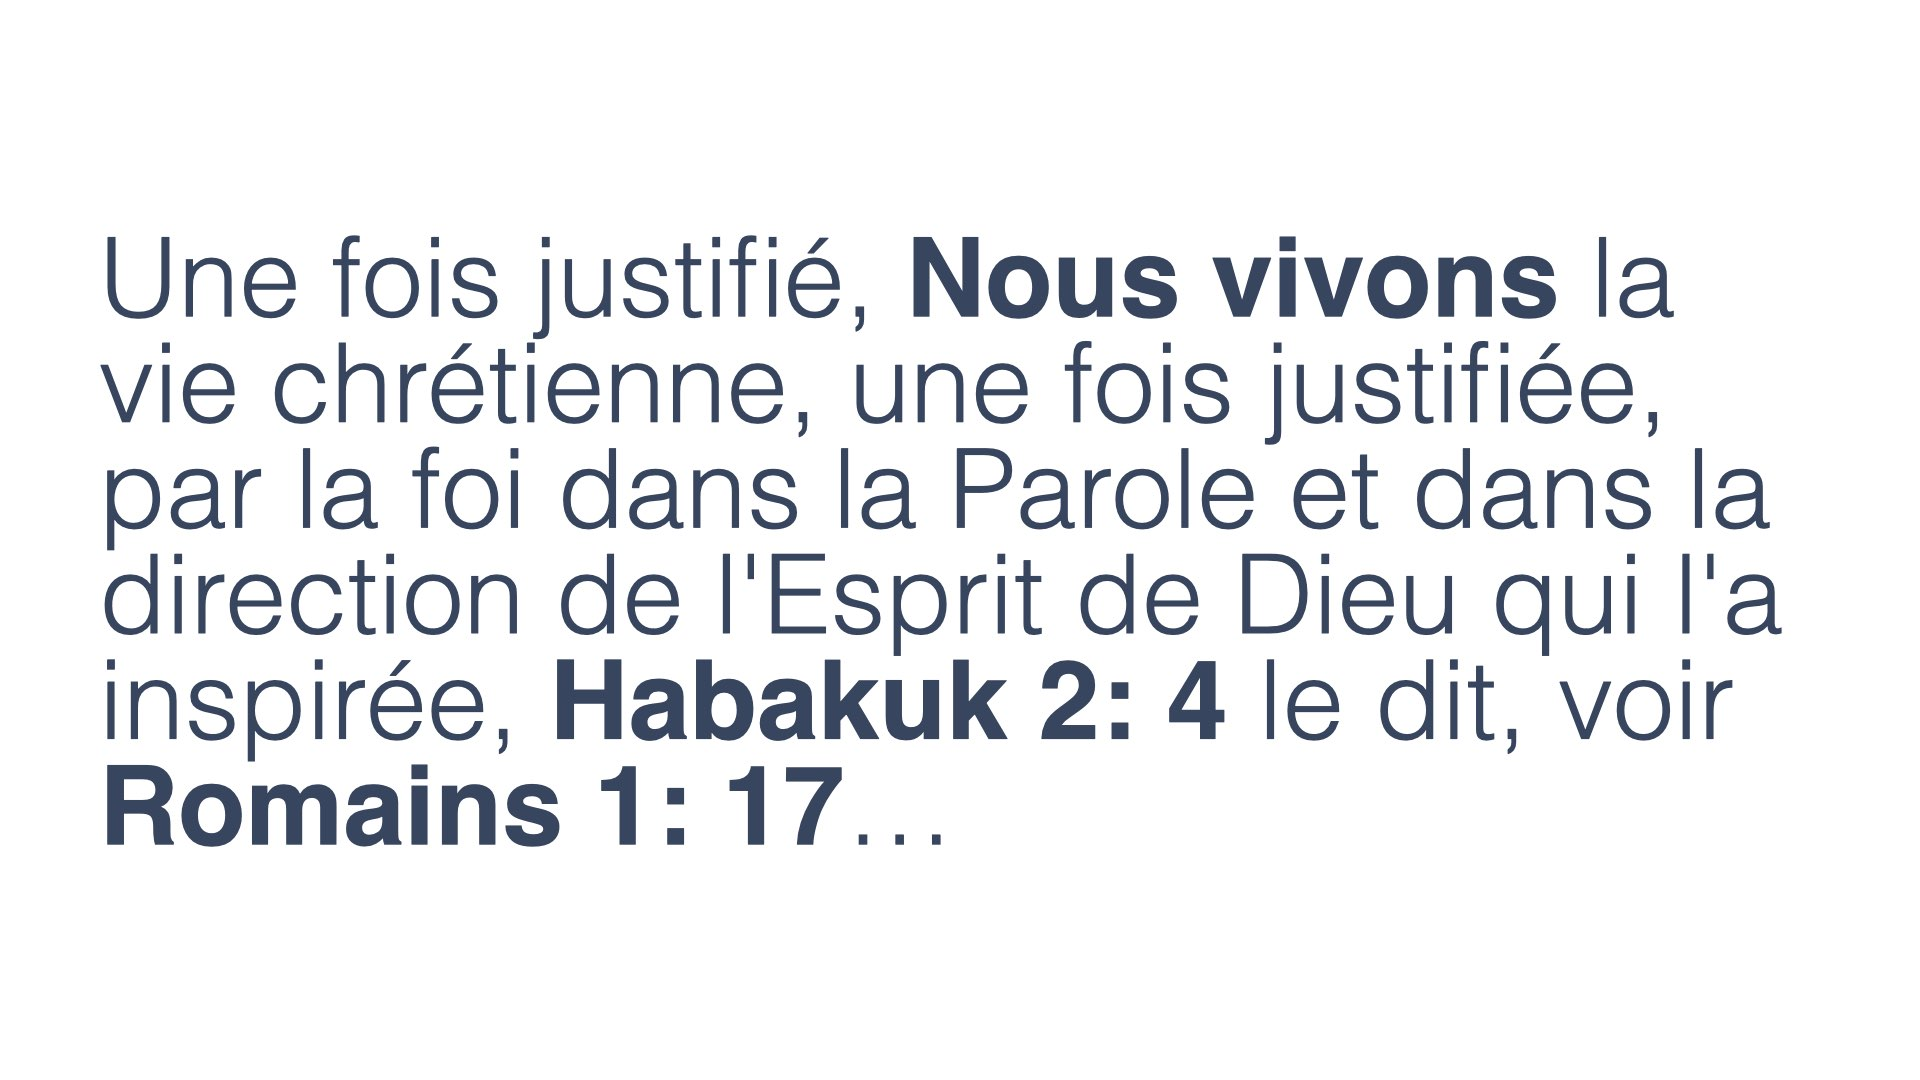 Une fois justifié, Nous vivons la
vie chrétienne, une fois justifiée,
par la foi dans la Parole et dans la
direction de l'Esprit de Dieu qui l'a
inspirée, Habakuk 2: 4 le dit, voir
Romains 1: 17…